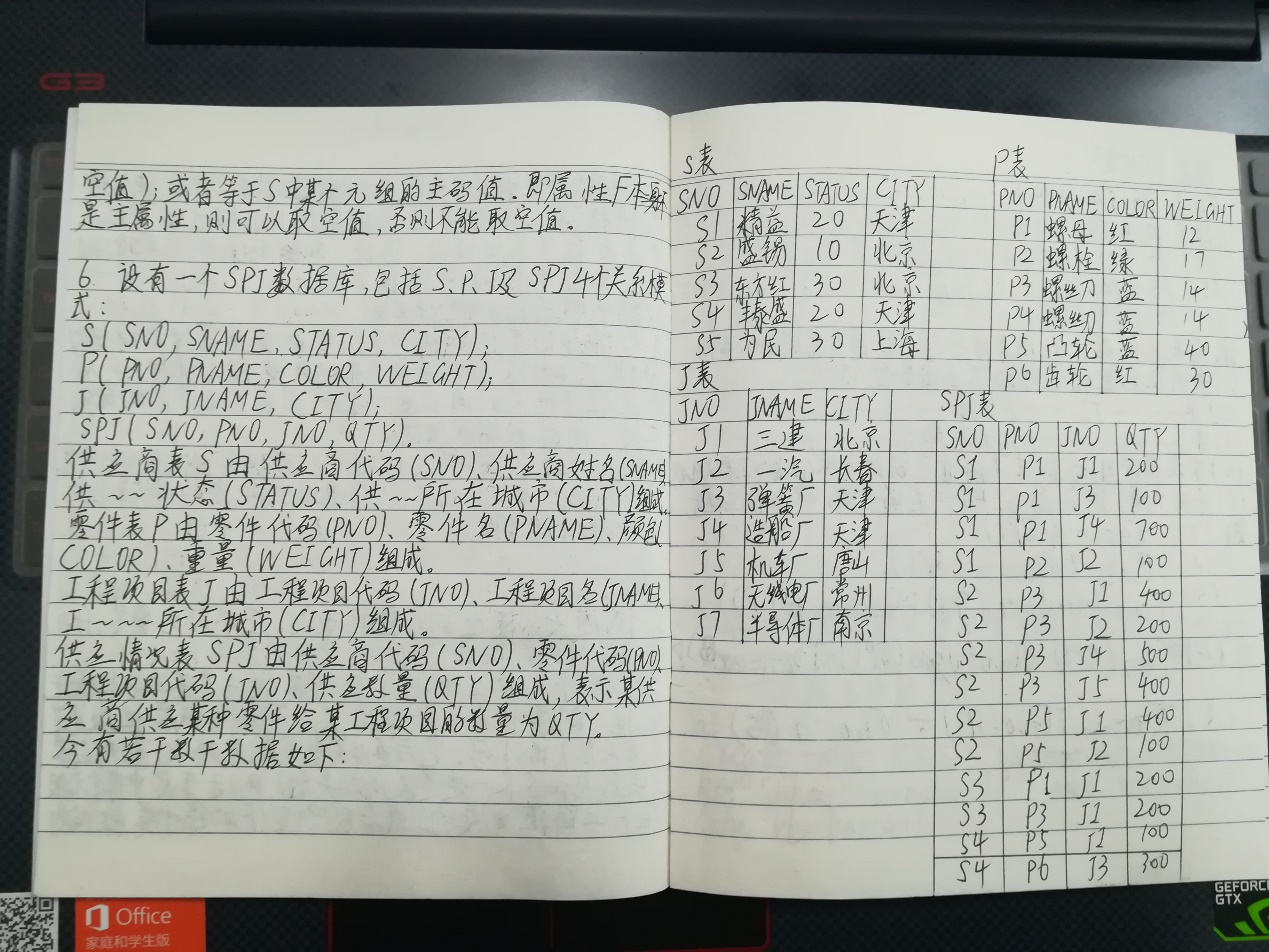 G3
空值);或者等于S中某个元组的主码值.即属性F本身
是主属性,则可以取空值,否则不能取空值。
6. 设有一个SPJ数据库,包括S、P、J及SPJ4个关系模
式:
S(SNO, SNAME, STATUS, CITY);
P(PNO, PNAME, COLOR, WEIGHT);
J(JNO, JNAME, CITY);
SPJ(SNO, PNO, JNO, QTY).
供应商表S由供应商代码(SNO)、供应商姓名(SNAME)
供~~状态(STATUS)、供~~所在城市(CITY)组成。
零件表P由零件代码(PNO)、零件名(PNAME)、颜色(
COLOR)、重量(WEIGHT)组成。
工程项目表J由工程项目代码(JNO)、工程项目名(JNAME)、
工~~~所在城市(CITY)组成。
供应情况表SPJ由供应商代码(SNO)、零件代码(PNO)、
工程项目代码(JNO)、供应数量(QTY)组成,表示某供
应商供应某种零件给某工程项目的数量为QTY。
今有若干数干数据如下:
S表
SNO SNAME STATUS CITY
S1 精益 20 天津
S2 盛锡 10 北京
S3 东方红 30 北京
S4 丰泰盛 20 天津
S5 为民 30 上海
P表
PNO PNAME COLOR WEIGHT
P1 螺母 红 12
P2 螺栓 绿 17
P3 螺丝刀 蓝 14
P4 螺丝刀 蓝 14
P5 凸轮 蓝 40
P6 齿轮 红 30
J表
JNO JNAME CITY
J1 三建 北京
J2 一汽 长春
J3 弹簧厂 天津
J4 造船厂 天津
J5 机车厂 唐山
J6 无线电厂 常州
J7 半导体厂 南京
SPJ表
SNO PNO JNO QTY
S1 P1 J1 200
S1 P1 J3 100
S1 P1 J4 700
S1 P2 J2 100
S2 P3 J1 400
S2 P3 J2 200
S2 P3 J4 500
S2 P3 J5 400
S2 P5 J1 400
S2 P5 J2 100
S3 P1 J1 200
S3 P3 J1 200
S4 P5 J1 100
S4 P6 J3 300
Office
家庭和学生版
GEFORCE
GTX